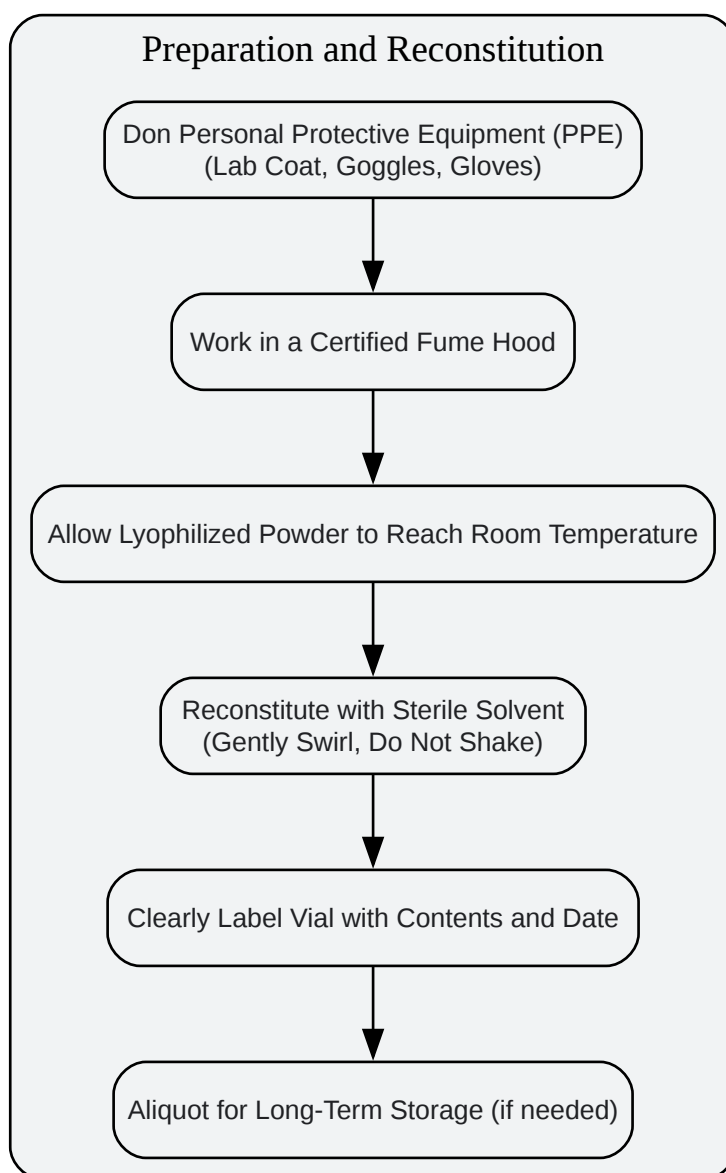 Preparation and Reconstitution
Don Personal Protective Equipment (PPE)
(Lab Coat, Goggles, Gloves)
Work in a Certified Fume Hood
Allow Lyophilized Powder to Reach Room Temperature
Reconstitute with Sterile Solvent
(Gently Swirl, Do Not Shake)
Clearly Label Vial with Contents and Date
Aliquot for Long-Term Storage (if needed)